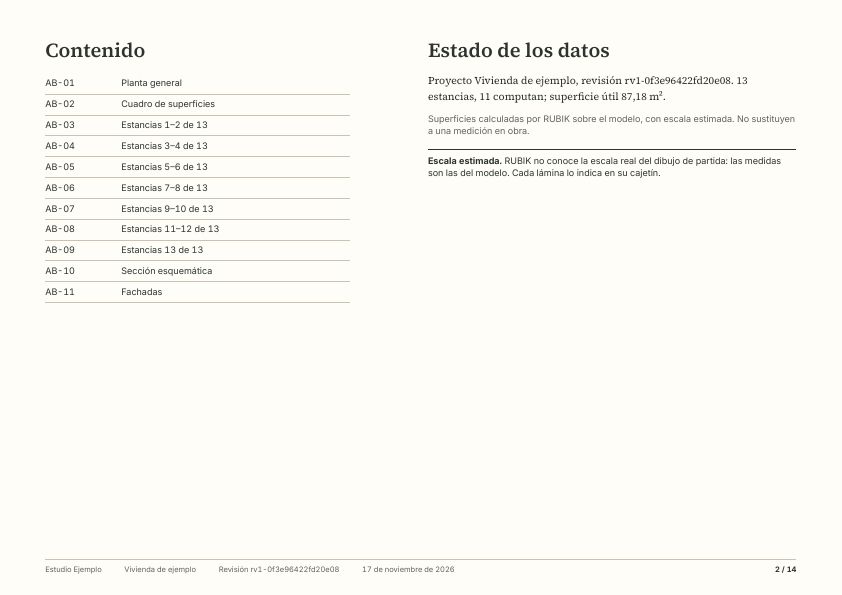 Contenido
AB-01 Planta general
AB-02 Cuadro de superficies
AB-03 Estancias 1–2 de 13
AB-04 Estancias 3–4 de 13
AB-05 Estancias 5–6 de 13
AB-06 Estancias 7–8 de 13
AB-07 Estancias 9–10 de 13
AB-08 Estancias 11–12 de 13
AB-09 Estancias 13 de 13
AB-10 Sección esquemática
AB-11 Fachadas
Estado de los datos
Proyecto Vivienda de ejemplo, revisión rv1-0f3e96422fd20e08. 13
estancias, 11 computan; superficie útil 87,18 m².
Superficies calculadas por RUBIK sobre el modelo, con escala estimada. No sustituyen
a una medición en obra.
Escala estimada. RUBIK no conoce la escala real del dibujo de partida: las medidas
son las del modelo. Cada lámina lo indica en su cajetín.
Estudio Ejemplo Vivienda de ejemplo Revisión rv1-0f3e96422fd20e08 17 de noviembre de 2026 2 / 14